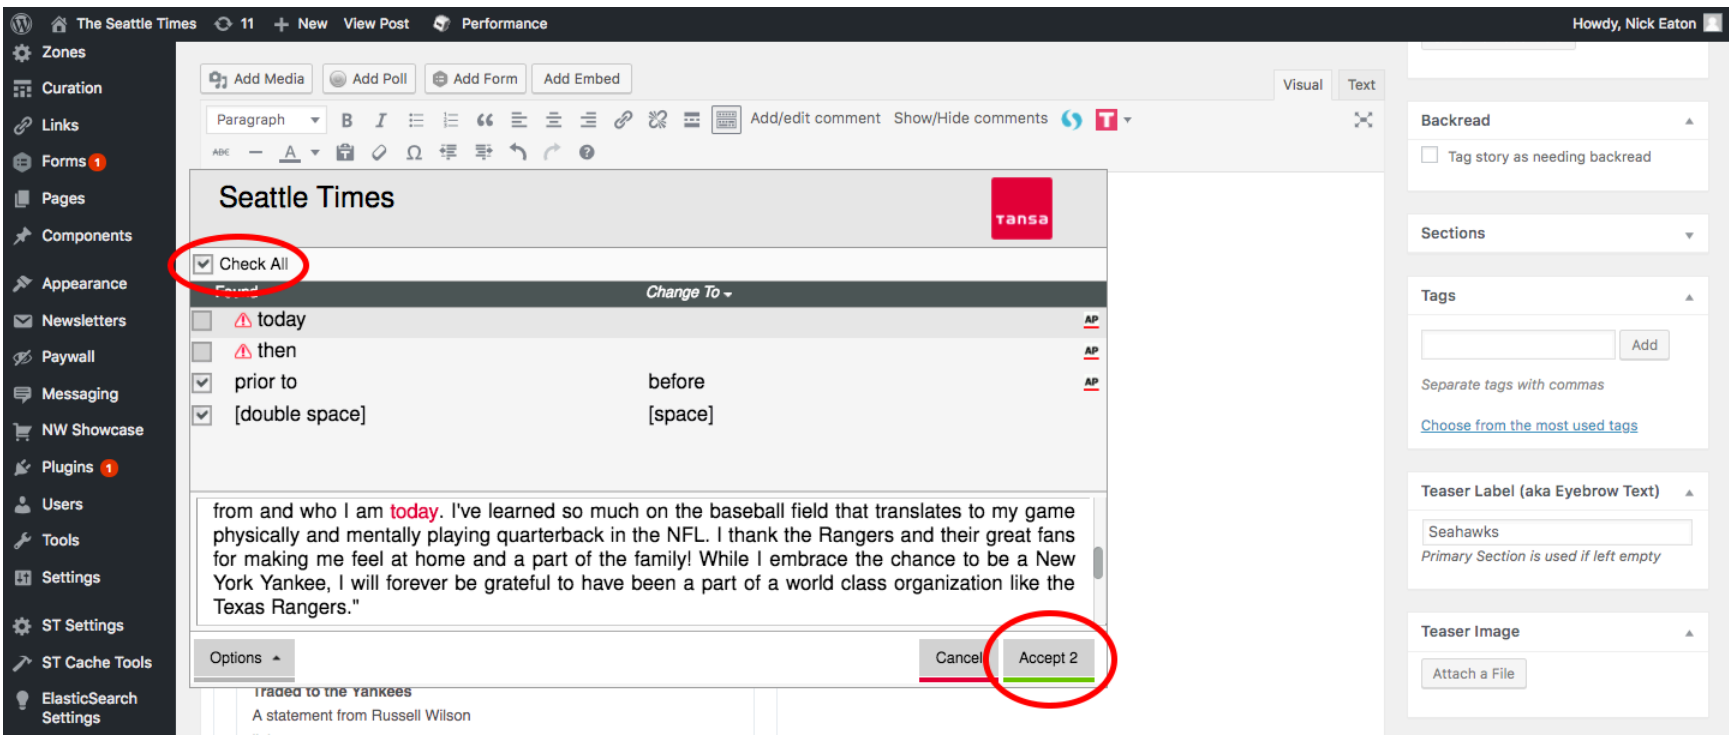 The Seattle Times 11 New View Post Performance Howdy, Nick Eaton
Zones
Curation
Links
Forms 1
Pages
Components
Appearance
Newsletters
Paywall
Messaging
NW Showcase
Plugins 1
Users
Tools
Settings
ST Settings
ST Cache Tools
ElasticSearch
Settings
Add Media Add Poll Add Form Add Embed
Visual Text
Paragraph B I Add/edit comment Show/Hide comments T
ABC A Ω
Seattle Times
Tansa
Check All
Found Change To
today AP
then AP
prior to before AP
[double space] [space]
from and who I am today. I've learned so much on the baseball field that translates to my game
physically and mentally playing quarterback in the NFL. I thank the Rangers and their great fans
for making me feel at home and a part of the family! While I embrace the chance to be a New
York Yankee, I will forever be grateful to have been a part of a world class organization like the
Texas Rangers."
Options Cancel Accept 2
Traded to the Yankees
A statement from Russell Wilson
Backread
Tag story as needing backread
Sections
Tags
Add
Separate tags with commas
Choose from the most used tags
Teaser Label (aka Eyebrow Text)
Seahawks
Primary Section is used if left empty
Teaser Image
Attach a File